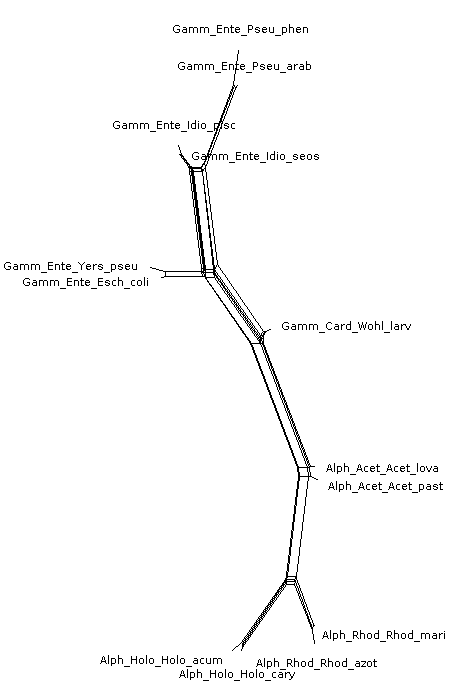 Gamm_Ente_Pseu_phen
Gamm_Ente_Pseu_arab
Gamm_Ente_Idio_pisc
Gamm_Ente_Idio_seos
Gamm_Ente_Yers_pseu
Gamm_Ente_Esch_coli
Gamm_Card_Wohl_larv
Alph_Acet_Acet_lova
Alph_Acet_Acet_past
Alph_Rhod_Rhod_mari
Alph_Holo_Holo_acum
Alph_Rhod_Rhod_azot
Alph_Holo_Holo_cary